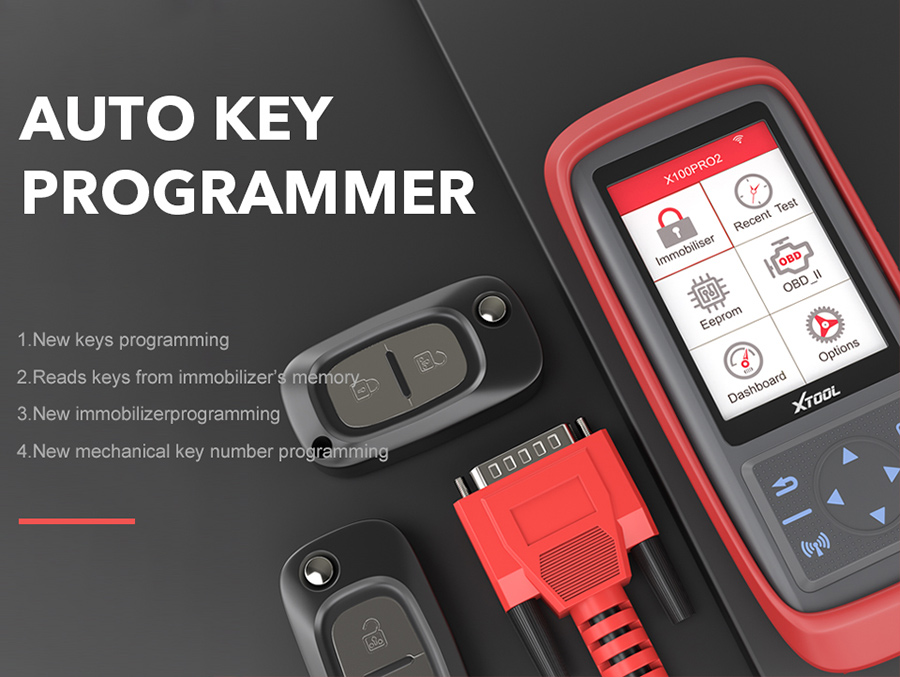 AUTO KEY
PROGRAMMER
1.New keys programming
2.Reads keys from immobilizer's memory
3.New immobilizerprogramming
4.New mechanical key number programming
X100PRO2
Immobiliser
Recent Test
Eeprom
OBD
OBD_II
Dashboard
Options
XTOOL